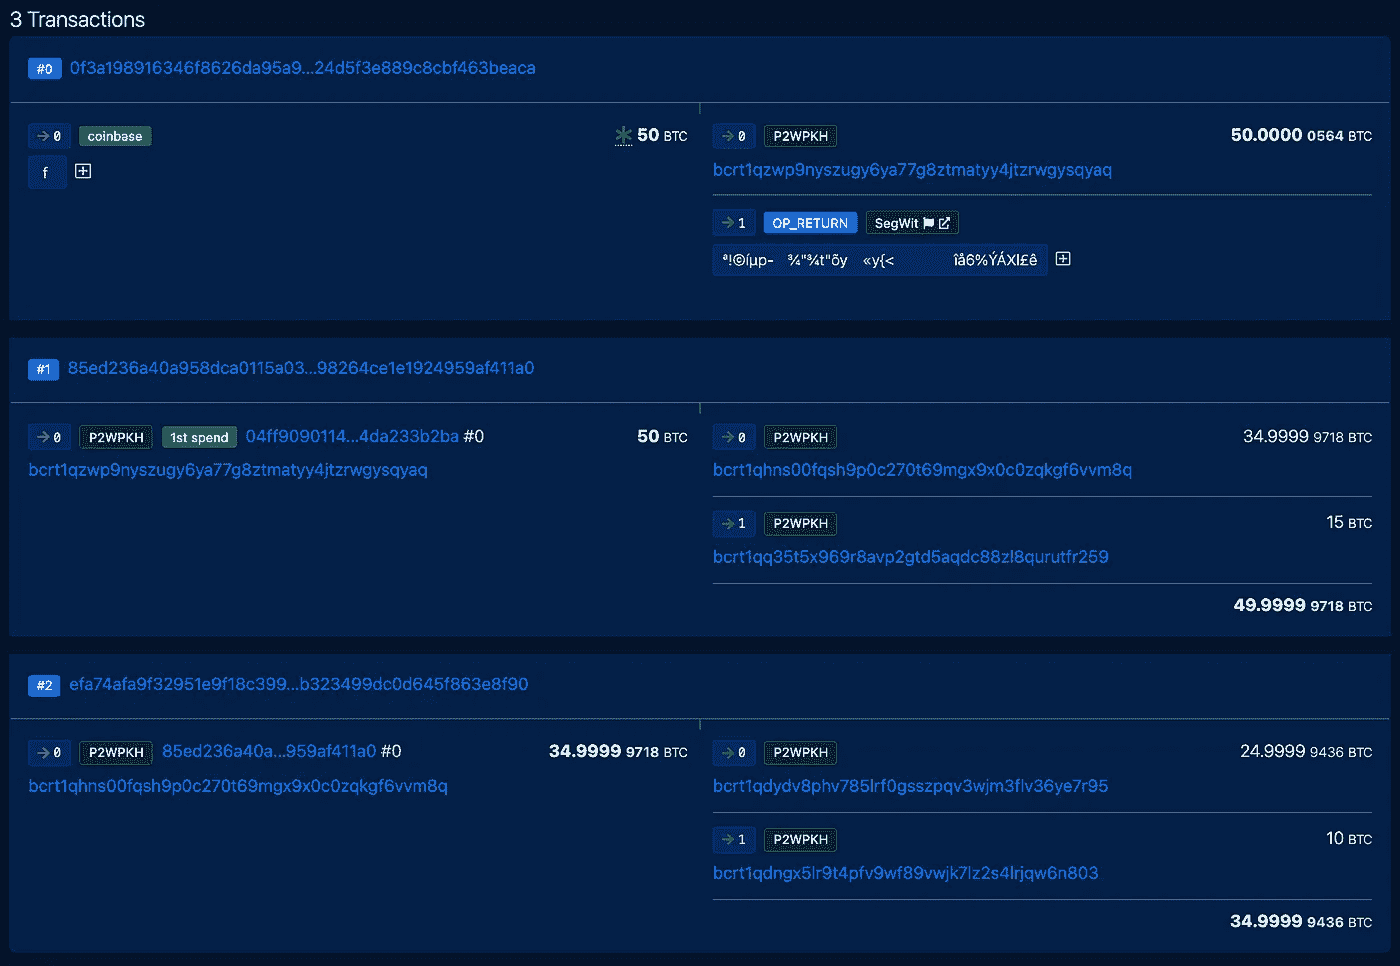 3 Transactions
#0 0f3a198916346f8626da95a9...24d5f3e889c8cbf463beaca
→ 0 coinbase 50 BTC
f
→ 0 P2WPKH 50.0000 0564 BTC
bcrt1qzwp9nyszugy6ya77g8ztmatyy4jtzrwgysqyaq
→ 1 OP_RETURN SegWit
ª!©íµp- ¾"¾t"õy «y{< îå6%ÝÁXI£ê
#1 85ed236a40a958dca0115a03...98264ce1e1924959af411a0
→ 0 P2WPKH 1st spend 04ff9090114...4da233b2ba #0 50 BTC
bcrt1qzwp9nyszugy6ya77g8ztmatyy4jtzrwgysqyaq
→ 0 P2WPKH 34.9999 9718 BTC
bcrt1qhns00fqsh9p0c270t69mgx9x0c0zqkgf6vvm8q
→ 1 P2WPKH 15 BTC
bcrt1qq35t5x969r8avp2gtd5aqdc88zl8qurutfr259
49.9999 9718 BTC
#2 efa74afa9f32951e9f18c399...b323499dc0d645f863e8f90
→ 0 P2WPKH 85ed236a40a...959af411a0 #0 34.9999 9718 BTC
bcrt1qhns00fqsh9p0c270t69mgx9x0c0zqkgf6vvm8q
→ 0 P2WPKH 24.9999 9436 BTC
bcrt1qdydv8phv785lrf0gsszpqv3wjm3flv36ye7r95
→ 1 P2WPKH 10 BTC
bcrt1qdngx5lr9t4pfv9wf89vwjk7lz2s4lrjqw6n803
34.9999 9436 BTC